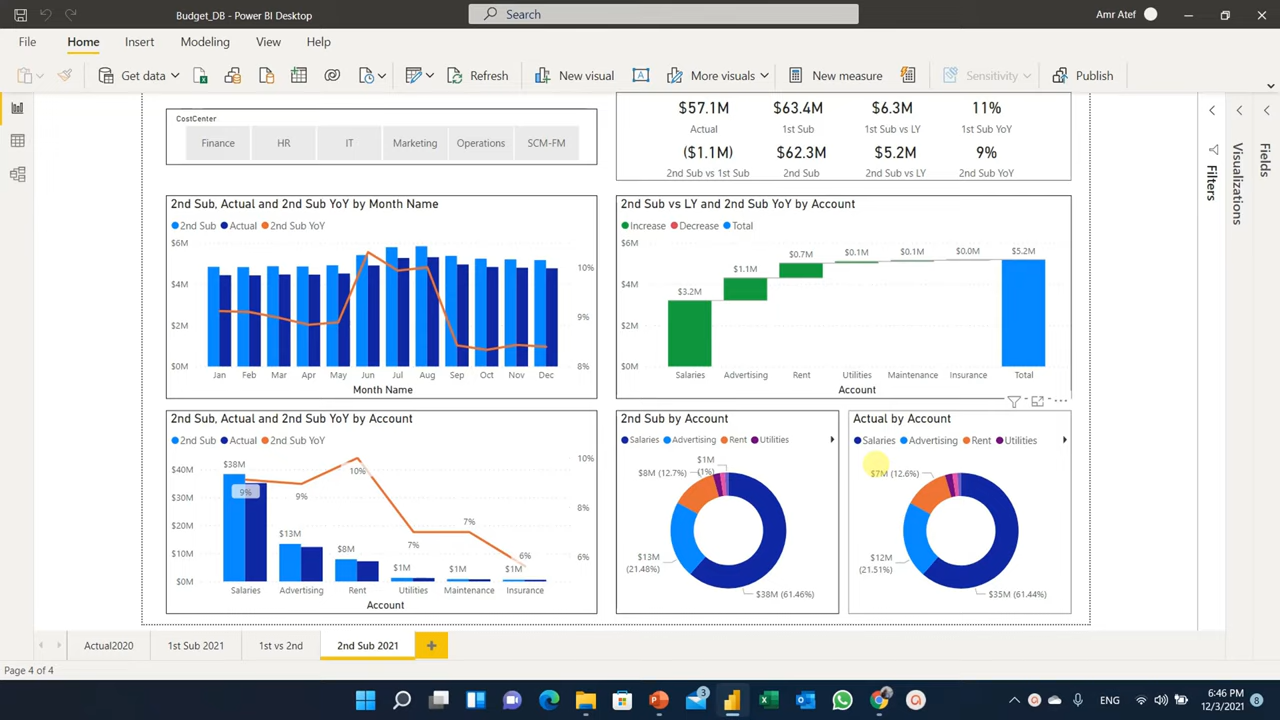 Budget_DB - Power BI Desktop
Search
Amr Atef
File
Home
Insert
Modeling
View
Help
Get data
Refresh
New visual
More visuals
New measure
Sensitivity
Publish
CostCenter
Finance
HR
IT
Marketing
Operations
SCM-FM
$57.1M $63.4M $6.3M 11%
Actual 1st Sub 1st Sub vs LY 1st Sub YoY
($1.1M) $62.3M $5.2M 9%
2nd Sub vs 1st Sub 2nd Sub 2nd Sub vs LY 2nd Sub YoY
Filters
Visualizations
Fields
2nd Sub, Actual and 2nd Sub YoY by Month Name
2nd Sub Actual 2nd Sub YoY
$6M
$4M
$2M
$0M
10%
9%
8%
Jan Feb Mar Apr May Jun Jul Aug Sep Oct Nov Dec
Month Name
2nd Sub vs LY and 2nd Sub YoY by Account
Increase Decrease Total
$6M
$4M
$2M
$0M
$3.2M $1.1M $0.7M $0.1M $0.1M $0.0M $5.2M
Salaries Advertising Rent Utilities Maintenance Insurance Total
Account
2nd Sub, Actual and 2nd Sub YoY by Account
2nd Sub Actual 2nd Sub YoY
$40M
$30M
$20M
$10M
$0M
$38M $13M $8M $1M $1M $1M
9% 9% 10% 7% 7% 6%
10%
8%
6%
Salaries Advertising Rent Utilities Maintenance Insurance
Account
2nd Sub by Account
Salaries Advertising Rent Utilities
$1M
(1%)
$8M (12.7%)
$13M
(21.48%)
$38M (61.46%)
Actual by Account
Salaries Advertising Rent Utilities
$7M (12.6%)
$12M
(21.51%)
$35M (61.44%)
Actual2020
1st Sub 2021
1st vs 2nd
2nd Sub 2021
Page 4 of 4
3
ENG
6:46 PM
12/3/2021
8